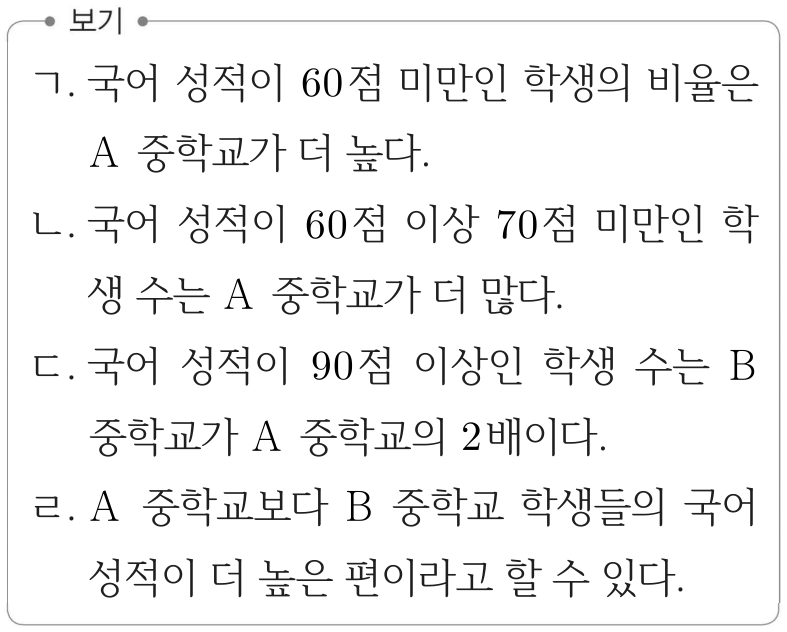 보기
ㄱ. 국어 성적이 60점 미만인 학생의 비율은
A 중학교가 더 높다.
ㄴ. 국어 성적이 60점 이상 70점 미만인 학
생 수는 A 중학교가 더 많다.
ㄷ. 국어 성적이 90점 이상인 학생 수는 B
중학교가 A 중학교의 2배이다.
ㄹ. A 중학교보다 B 중학교 학생들의 국어
성적이 더 높은 편이라고 할 수 있다.